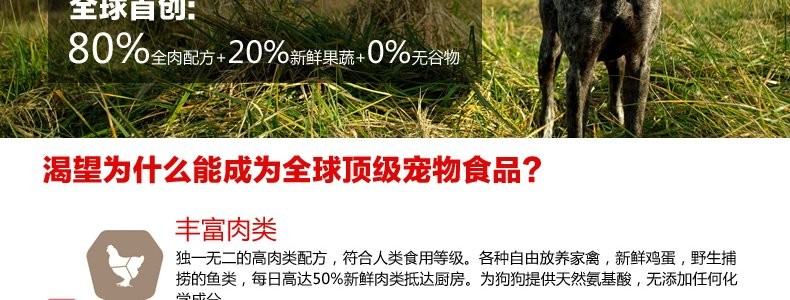 全球首创:
80%全肉配方+20%新鲜果蔬+0%无谷物
渴望为什么能成为全球顶级宠物食品?
丰富肉类
独一无二的高肉类配方，符合人类食用等级。各种自由放养家禽，新鲜鸡蛋，野生捕
捞的鱼类，每日高达50%新鲜肉类抵达厨房。为狗狗提供天然氨基酸，无添加任何化
学成分